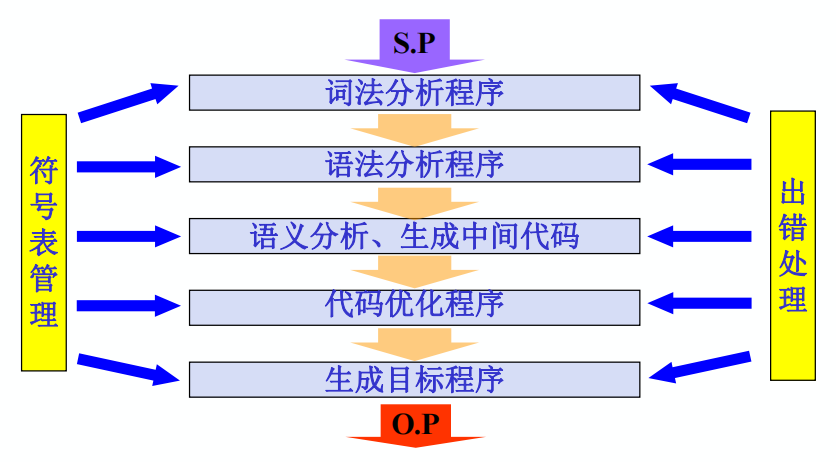 S.P
词法分析程序
语法分析程序
语义分析、生成中间代码
代码优化程序
生成目标程序
O.P
符号表管理
出错处理